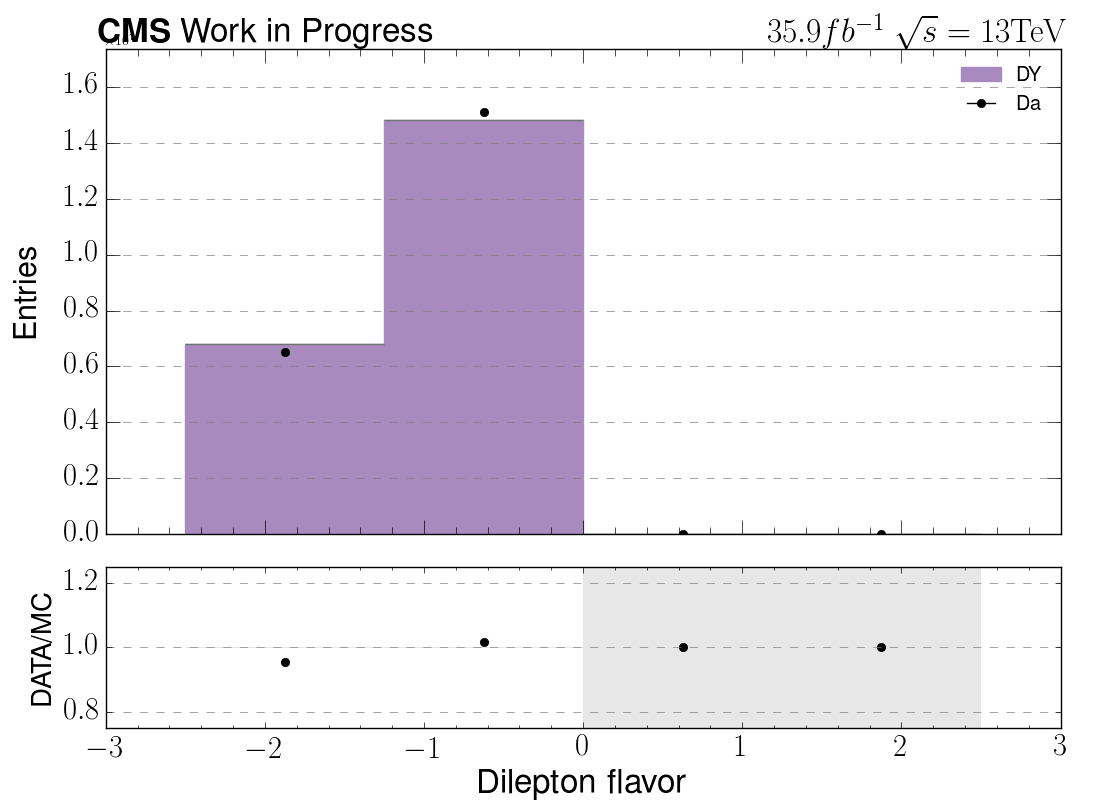 CMS Work in Progress
35.9fb⁻¹ √s = 13TeV
1.6
1.4
1.2
1.0
0.8
0.6
0.4
0.2
0.0
Entries
DY
Da
1.2
1.0
0.8
DATA/MC
−3 −2 −1 0 1 2 3
Dilepton flavor